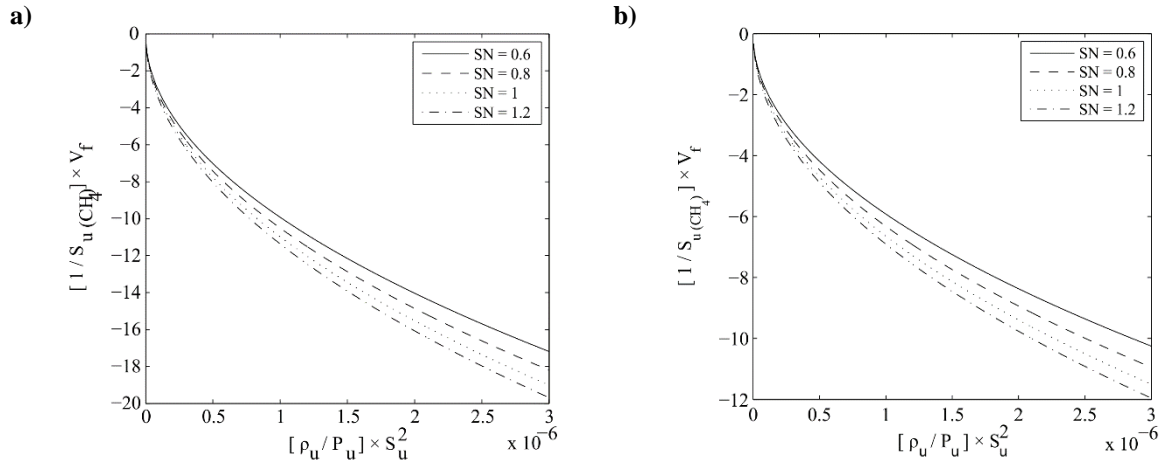 a)
0
−2
−4
−6
−8
−10
−12
−14
−16
−18
−20
[ 1 / S u (CH4) ] × Vf
SN = 0.6
SN = 0.8
SN = 1
SN = 1.2
0 0.5 1 1.5 2 2.5 3
x 10−6
[ ρu / Pu ] × Su2
b)
0
−2
−4
−6
−8
−10
−12
[ 1 / S u (CH4) ] × Vf
SN = 0.6
SN = 0.8
SN = 1
SN = 1.2
0 0.5 1 1.5 2 2.5 3
x 10−6
[ ρu / Pu ] × Su2